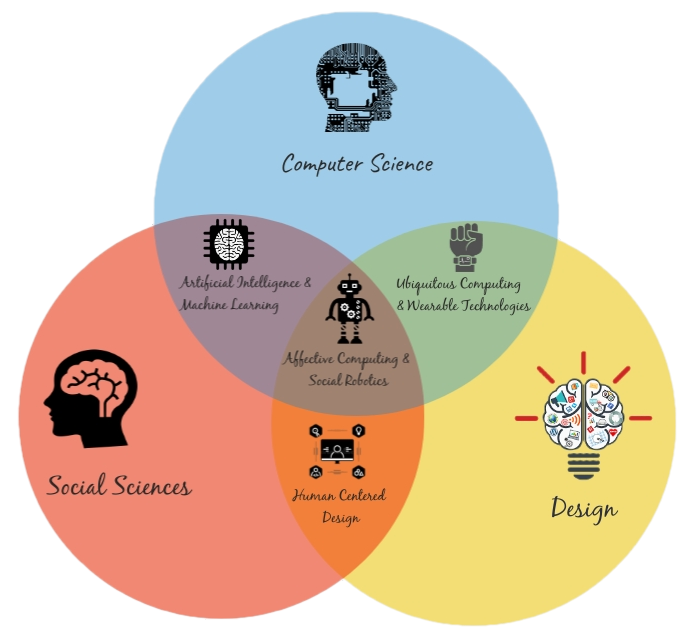 Computer Science
Artificial Intelligence &
Machine Learning
Ubiquitous Computing
& Wearable Technologies
Affective Computing &
Social Robotics
Social Sciences
Human Centered
Design
Design